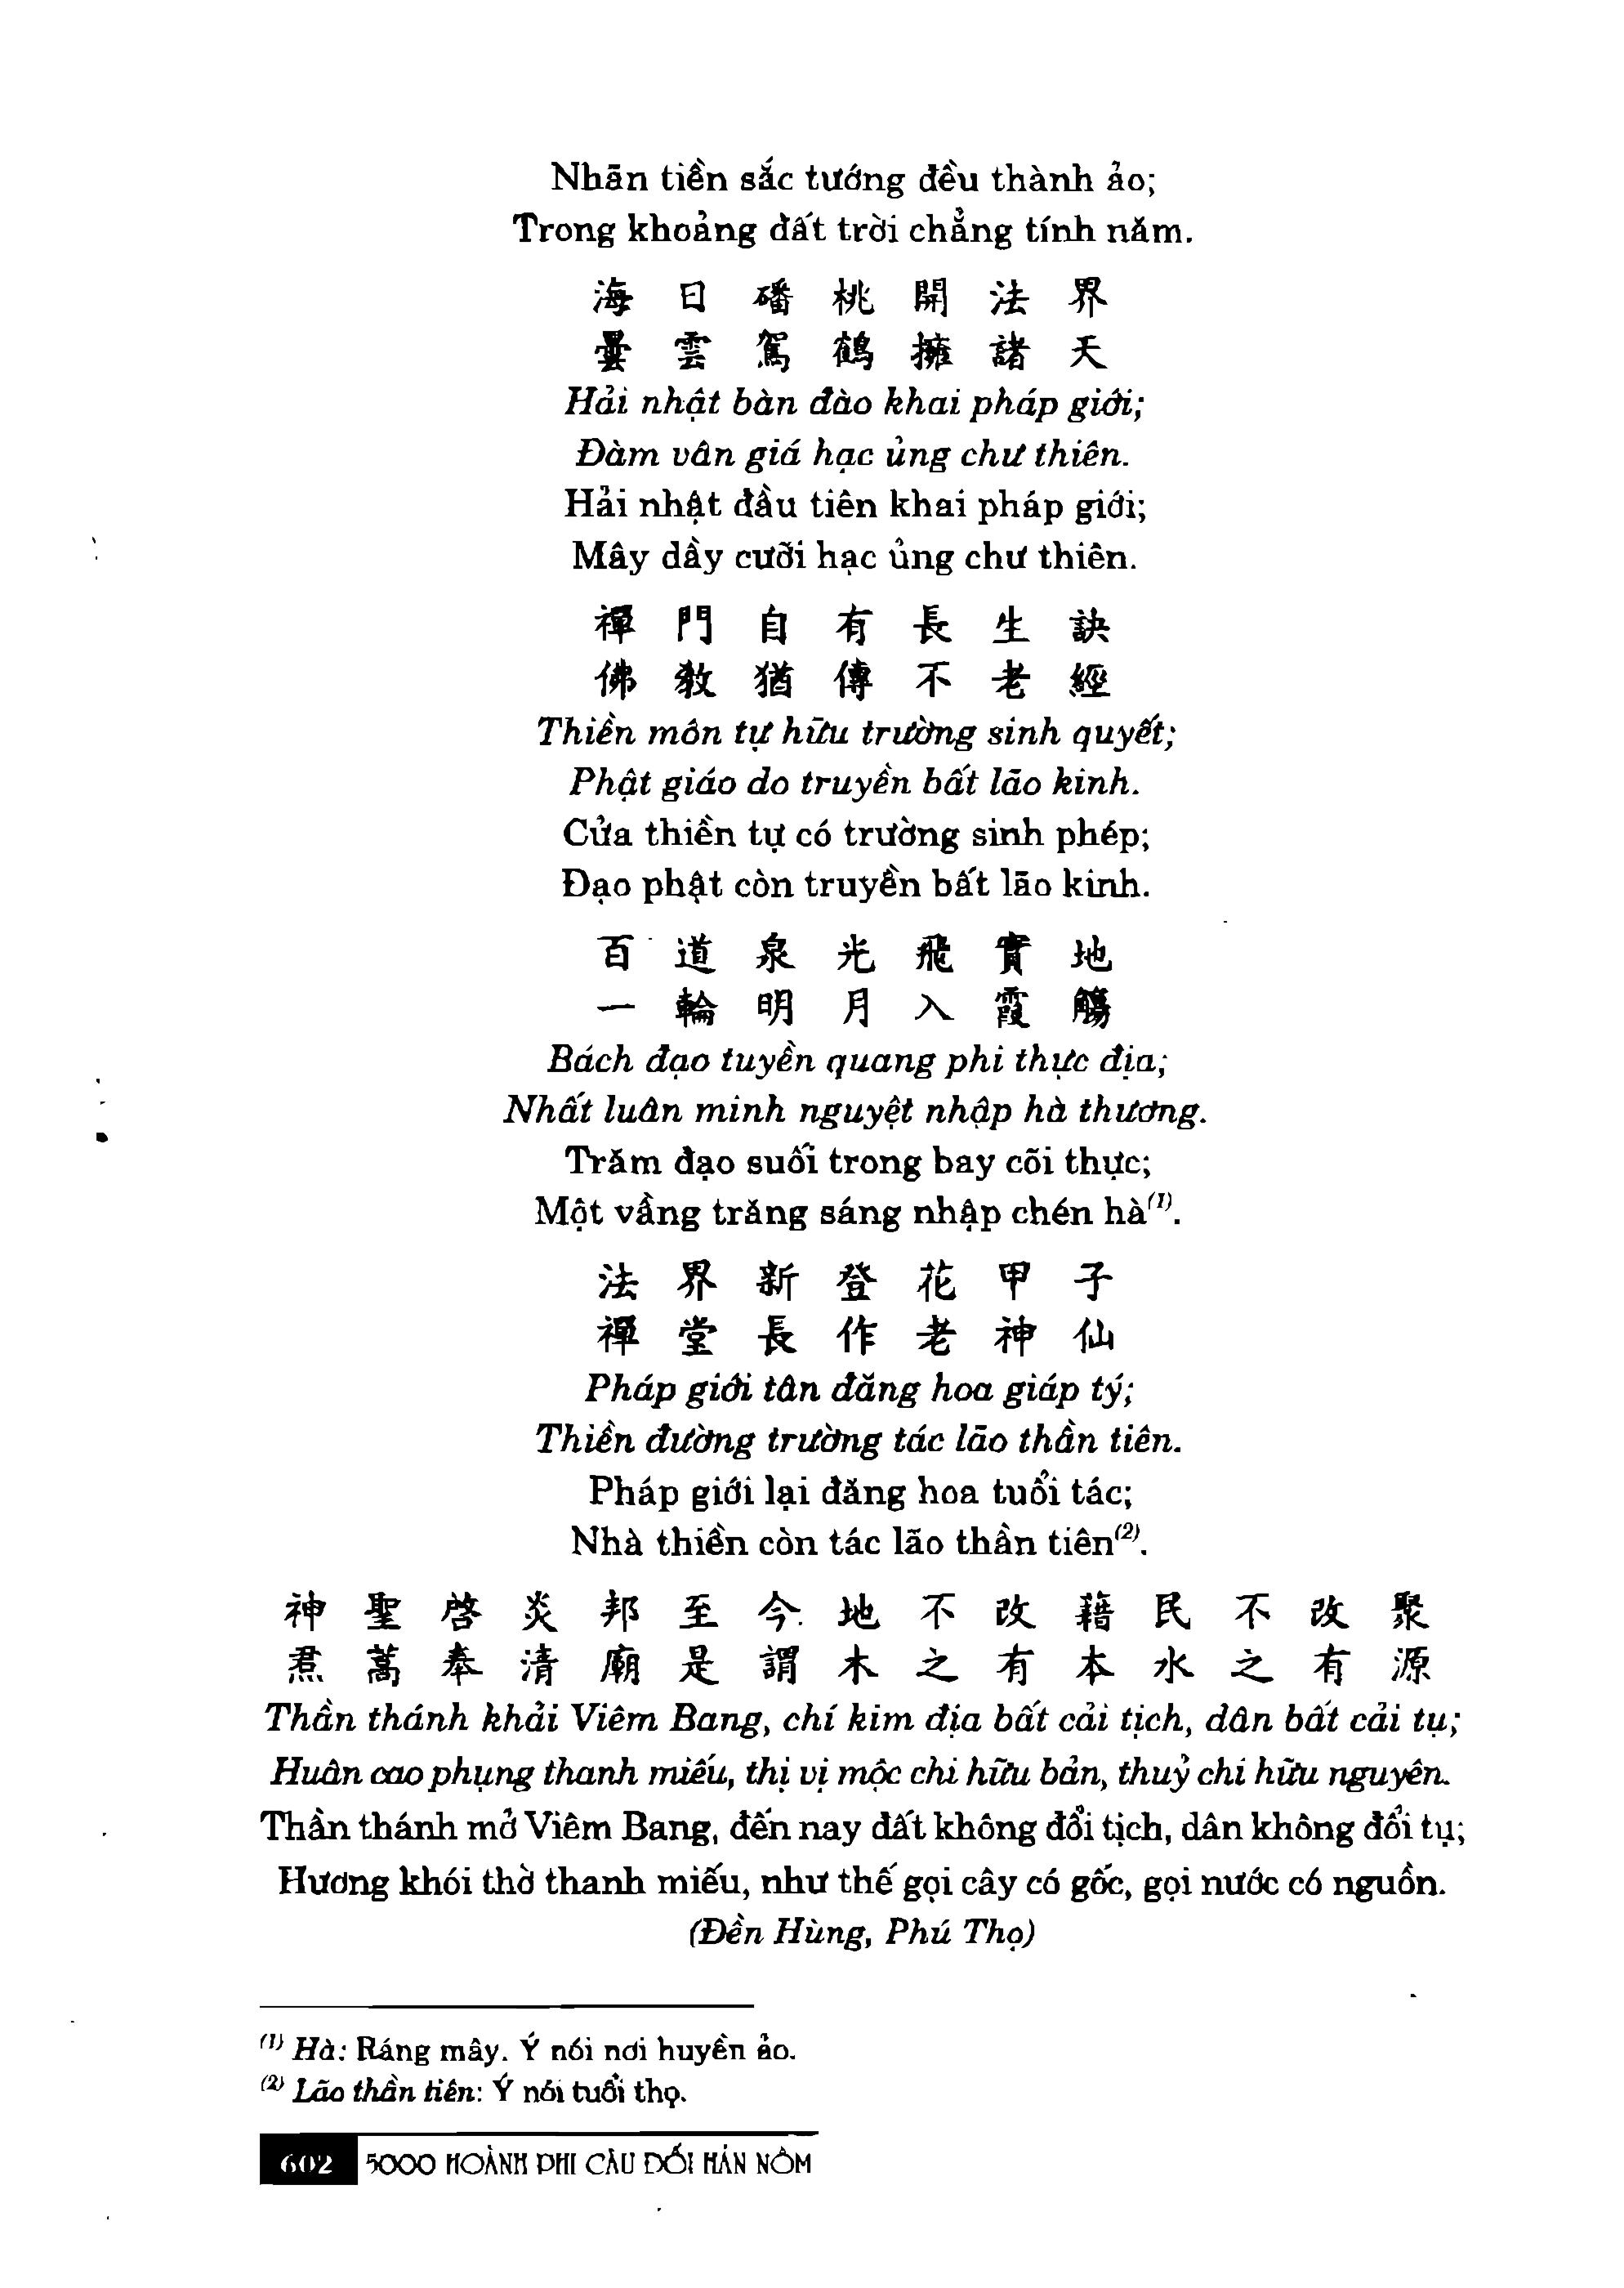 Nhãn tiền sắc tướng đều thành ảo;
Trong khoảng đất trời chẳng tính năm.
海日磻桃開法界
曇雲駕鶴擁諸天
Hải nhật bàn đào khai pháp giới;
Đàm vân giá hạc ủng chư thiên.
Hải nhật đầu tiên khai pháp giới;
Mây dầy cưỡi hạc ủng chư thiên.
禪門自有長生訣
佛教猶傳不老經
Thiền môn tự hữu trường sinh quyết;
Phật giáo do truyền bất lão kinh.
Cửa thiền tự có trường sinh phép;
Đạo phật còn truyền bất lão kinh.
百道泉光飛實地
一輪明月入霞觴
Bách đạo tuyền quang phi thực địa;
Nhất luân minh nguyệt nhập hà thương.
Trăm đạo suối trong bay cõi thực;
Một vầng trăng sáng nhập chén hà(1).
法界新登花甲子
禪堂長作老神仙
Pháp giới tân đăng hoa giáp tý;
Thiền đường trường tác lão thần tiên.
Pháp giới lại đăng hoa tuổi tác;
Nhà thiền còn tác lão thần tiên(2).
神聖啓炎邦至今地不改藉民不改聚
焄蒿奉清廟是謂木之有本水之有源
Thần thánh khải Viêm Bang, chí kim địa bất cải tịch, dân bất cải tụ;
Huân cao phụng thanh miếu, thị vị mộc chi hữu bản, thuỷ chi hữu nguyên.
Thần thánh mở Viêm Bang, đến nay đất không đổi tịch, dân không đổi tụ;
Hương khói thờ thanh miếu, như thế gọi cây có gốc, gọi nước có nguồn.
(Đền Hùng, Phú Thọ)
(1) Hà: Ráng mây. Ý nói nơi huyền ảo.
(2) Lão thần tiên: Ý nói tuổi thọ.
602 5000 HOÀNH PHI CÂU ĐỐI HÁN NÔM